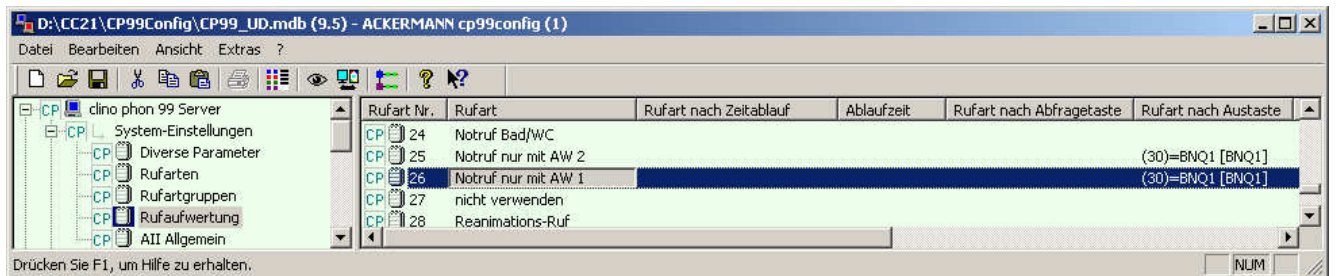 D:\CC21\CP99Config\CP99_UD.mdb (9.5) - ACKERMANN cp99config (1)
Datei Bearbeiten Ansicht Extras ?
CP clino phon 99 Server
CP System-Einstellungen
CP Diverse Parameter
CP Rufarten
CP Rufartgruppen
CP Rufaufwertung
CP AII Allgemein
Rufart Nr. Rufart Rufart nach Zeitablauf Ablaufzeit Rufart nach Abfragetaste Rufart nach Austaste
CP 24 Notruf Bad/WC
CP 25 Notruf nur mit AW 2 (30)=BNQ1 [BNQ1]
CP 26 Notruf nur mit AW 1 (30)=BNQ1 [BNQ1]
CP 27 nicht verwenden
CP 28 Reanimations-Ruf
Drücken Sie F1, um Hilfe zu erhalten.
NUM